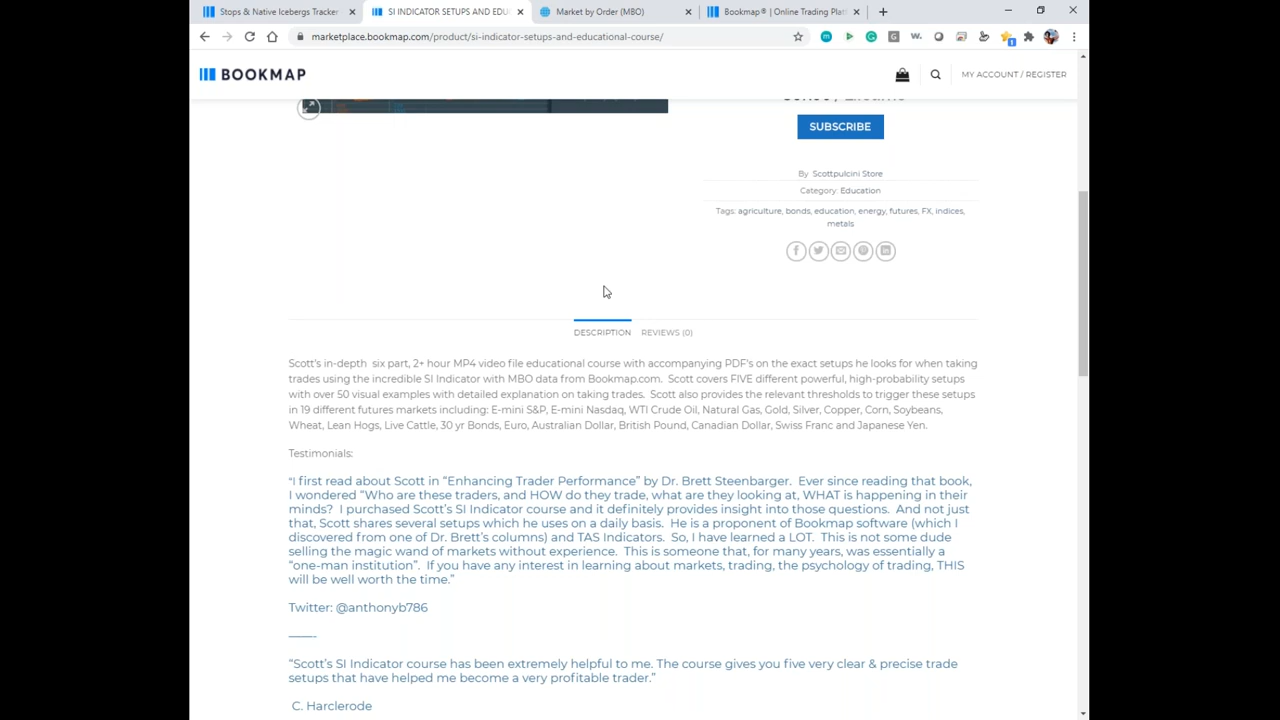 Stops & Native Icebergs Tracker
SI INDICATOR SETUPS AND EDU
Market by Order (MBO)
Bookmap® | Online Trading Plat
marketplace.bookmap.com/product/si-indicator-setups-and-educational-course/
BOOKMAP
MY ACCOUNT / REGISTER
SUBSCRIBE
By Scottpulcini Store
Category: Education
Tags: agriculture, bonds, education, energy, futures, FX, indices,
metals
DESCRIPTION REVIEWS (0)
Scott's in-depth  six part, 2+ hour MP4 video file educational course with accompanying PDF's on the exact setups he looks for when taking
trades using the incredible SI Indicator with MBO data from Bookmap.com.  Scott covers FIVE different powerful, high-probability setups
with over 50 visual examples with detailed explanation on taking trades.  Scott also provides the relevant thresholds to trigger these setups
in 19 different futures markets including: E-mini S&P, E-mini Nasdaq, WTI Crude Oil, Natural Gas, Gold, Silver, Copper, Corn, Soybeans,
Wheat, Lean Hogs, Live Cattle, 30 yr Bonds, Euro, Australian Dollar, British Pound, Canadian Dollar, Swiss Franc and Japanese Yen.
Testimonials:
"I first read about Scott in "Enhancing Trader Performance" by Dr. Brett Steenbarger.  Ever since reading that book,
I wondered "Who are these traders, and HOW do they trade, what are they looking at, WHAT is happening in their
minds?  I purchased Scott's SI Indicator course and it definitely provides insight into those questions.  And not just
that, Scott shares several setups which he uses on a daily basis.  He is a proponent of Bookmap software (which I
discovered from one of Dr. Brett's columns) and TAS Indicators.  So, I have learned a LOT.  This is not some dude
selling the magic wand of markets without experience.  This is someone that, for many years, was essentially a
"one-man institution".  If you have any interest in learning about markets, trading, the psychology of trading, THIS
will be well worth the time."
Twitter: @anthonyb786
——-
"Scott's SI Indicator course has been extremely helpful to me. The course gives you five very clear & precise trade
setups that have helped me become a very profitable trader."
C. Harclerode